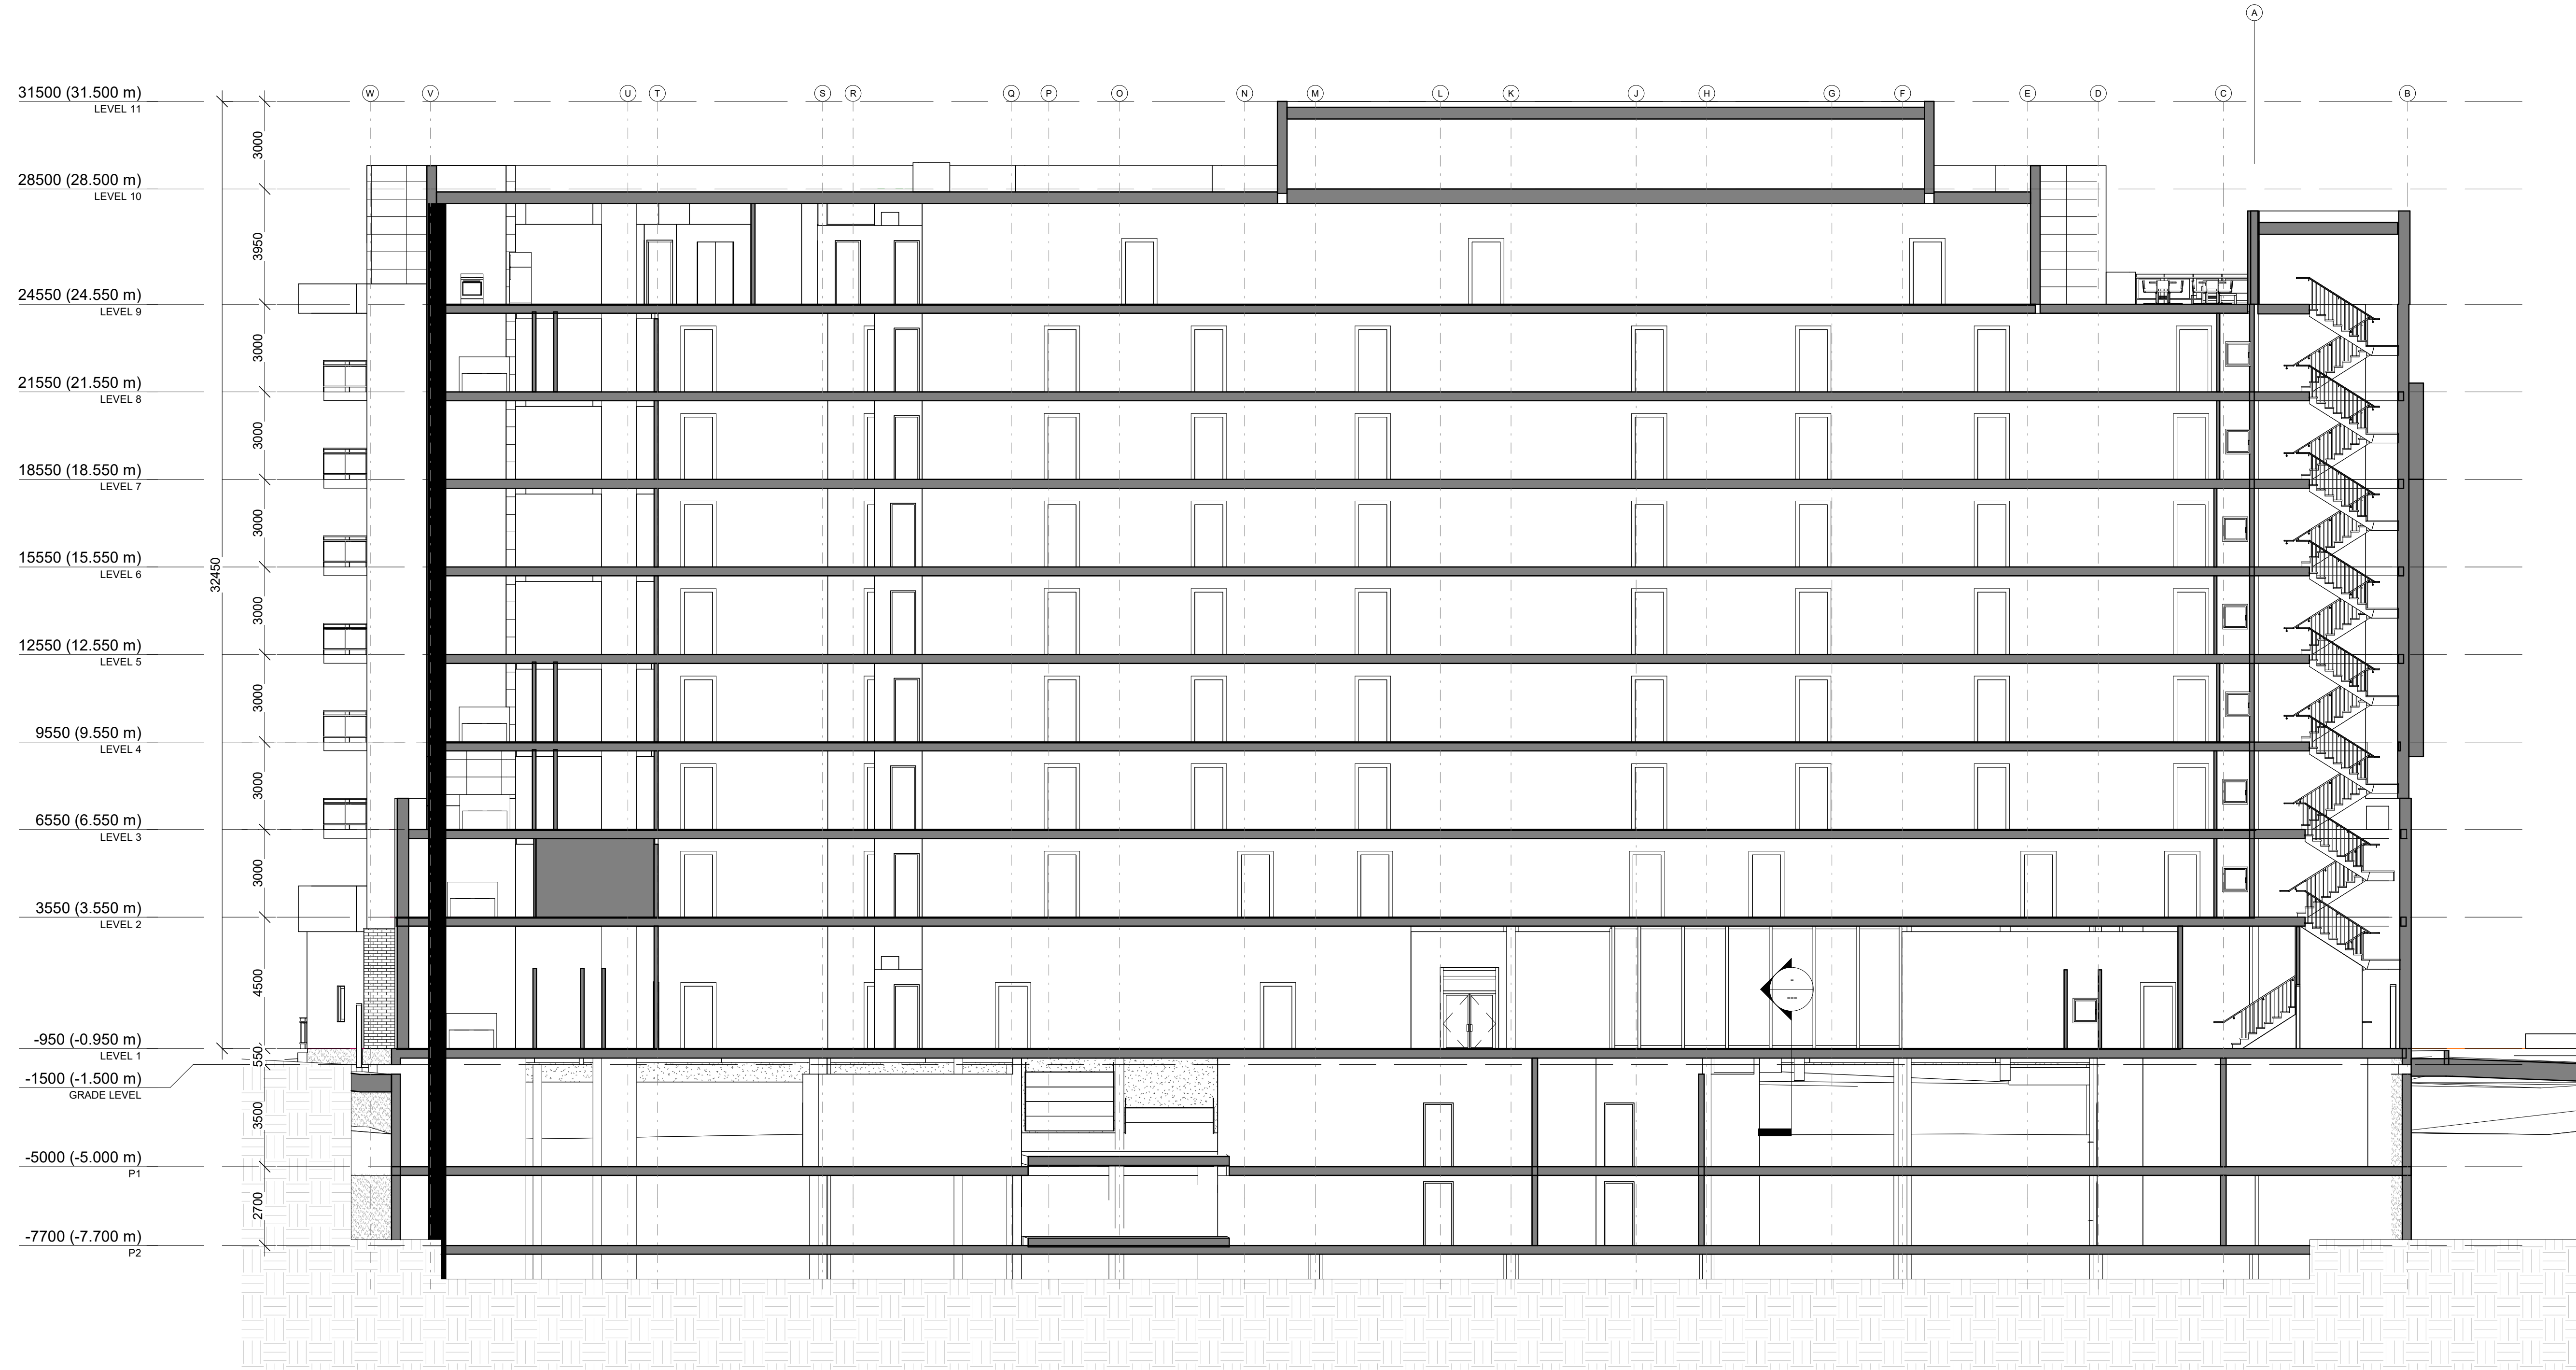 A
31500 (31.500 m)
LEVEL 11
W V U T S R Q P O N M L K J H G F E D C B
3000
28500 (28.500 m)
LEVEL 10
3950
24550 (24.550 m)
LEVEL 9
3000
21550 (21.550 m)
LEVEL 8
3000
18550 (18.550 m)
LEVEL 7
3000
15550 (15.550 m)
LEVEL 6
32450
3000
12550 (12.550 m)
LEVEL 5
3000
9550 (9.550 m)
LEVEL 4
3000
6550 (6.550 m)
LEVEL 3
3000
3550 (3.550 m)
LEVEL 2
4500
-
---
-950 (-0.950 m)
LEVEL 1
550
-1500 (-1.500 m)
GRADE LEVEL
3500
-5000 (-5.000 m)
P1
2700
-7700 (-7.700 m)
P2